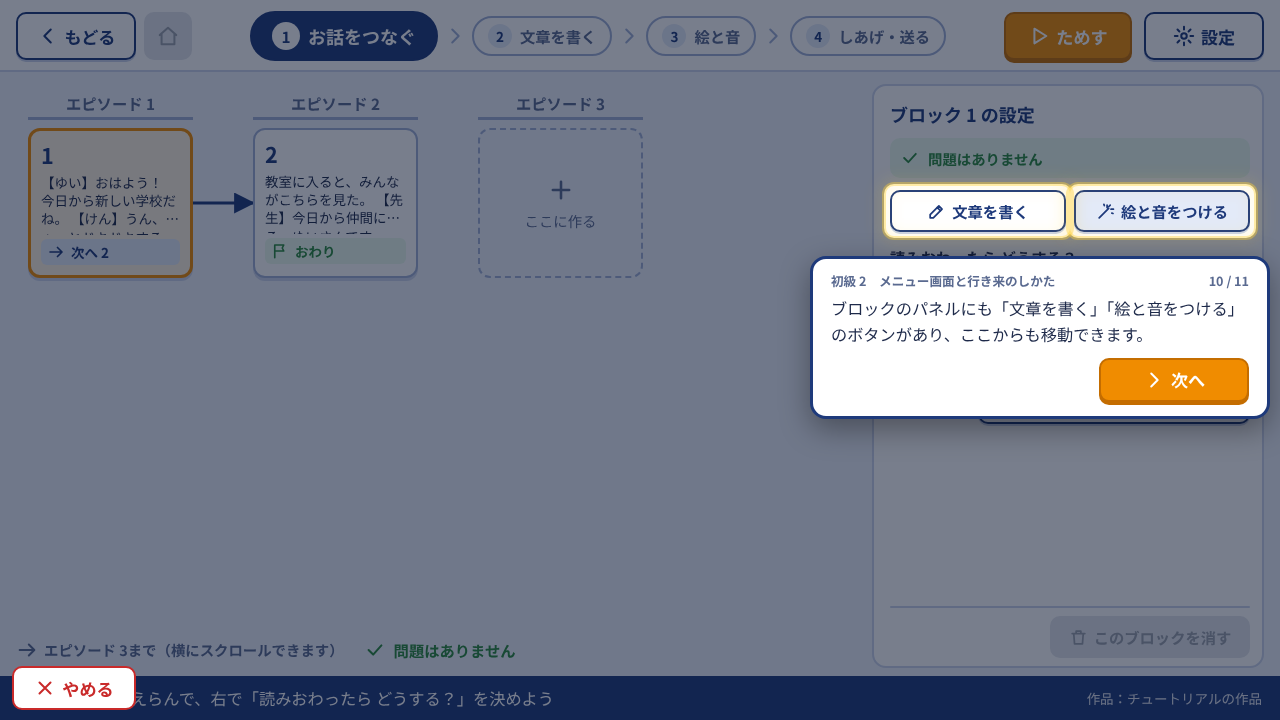 もどる
1 お話をつなぐ
2 文章を書く
3 絵と音
4 しあげ・送る
ためす
設定
エピソード 1
エピソード 2
エピソード 3
1
【ゆい】おはよう！
今日から新しい学校だ
ね。【けん】うん、…
次へ 2
2
教室に入ると、みんな
がこちらを見た。【先
生】今日から仲間に…
おわり
ここに作る
ブロック 1 の設定
問題はありません
文章を書く
絵と音をつける
初級 2 メニュー画面と行き来のしかた
10 / 11
ブロックのパネルにも「文章を書く」「絵と音をつける」
のボタンがあり、ここからも移動できます。
次へ
このブロックを消す
エピソード 3まで（横にスクロールできます）
問題はありません
やめる
えらんで、右で「読みおわったら どうする？」を決めよう
作品：チュートリアルの作品